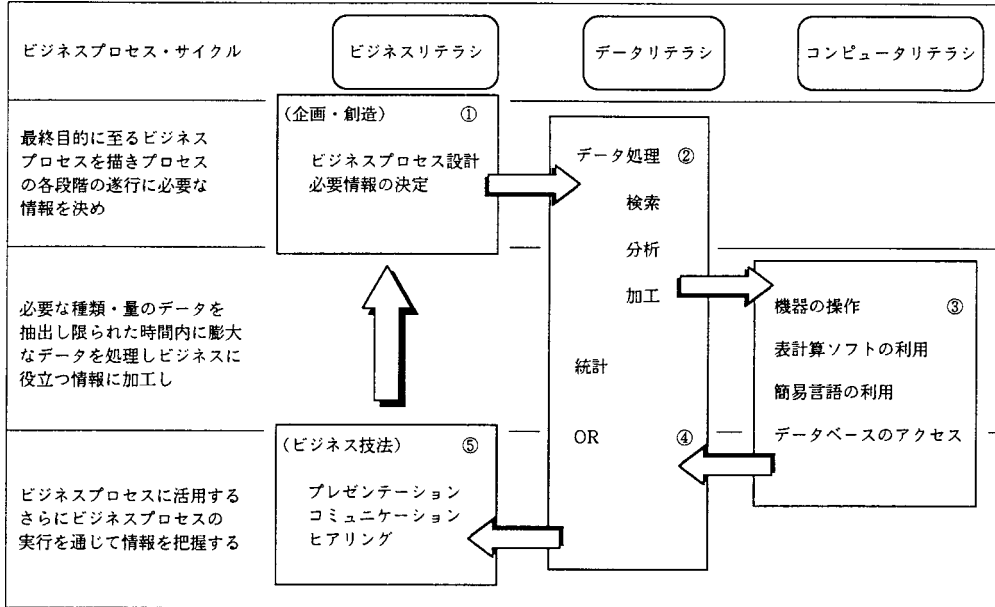 ビジネスプロセス・サイクル
ビジネスリテラシ
データリテラシ
コンピュータリテラシ
最終目的に至るビジネス
プロセスを描きプロセス
の各段階の遂行に必要な
情報を決め
(企画・創造) ①
ビジネスプロセス設計
必要情報の決定
データ処理 ②
検索
分析
加工
統計
OR ④
必要な種類・量のデータを
抽出し限られた時間内に膨大
なデータを処理しビジネスに
役立つ情報に加工し
機器の操作 ③
表計算ソフトの利用
簡易言語の利用
データベースのアクセス
ビジネスプロセスに活用する
さらにビジネスプロセスの
実行を通じて情報を把握する
(ビジネス技法) ⑤
プレゼンテーション
コミュニケーション
ヒアリング